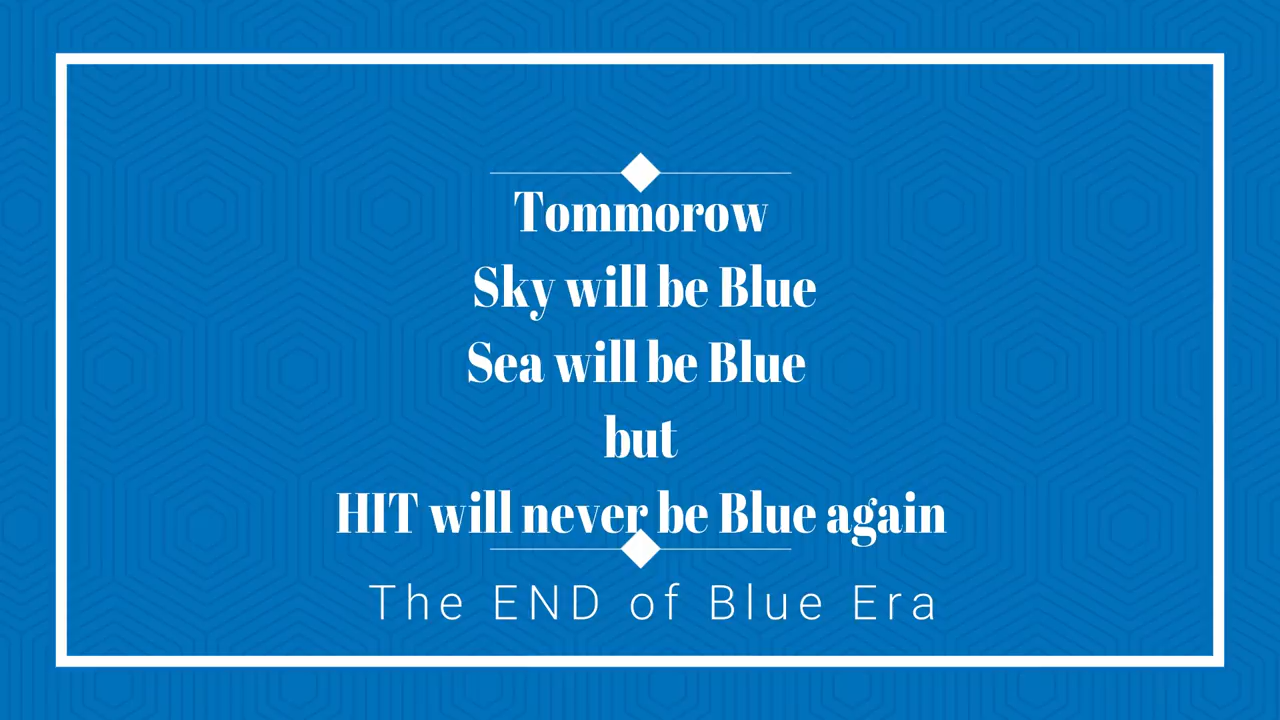 Tommorow
Sky will be Blue
Sea will be Blue
but
HIT will never be Blue again
The END of Blue Era